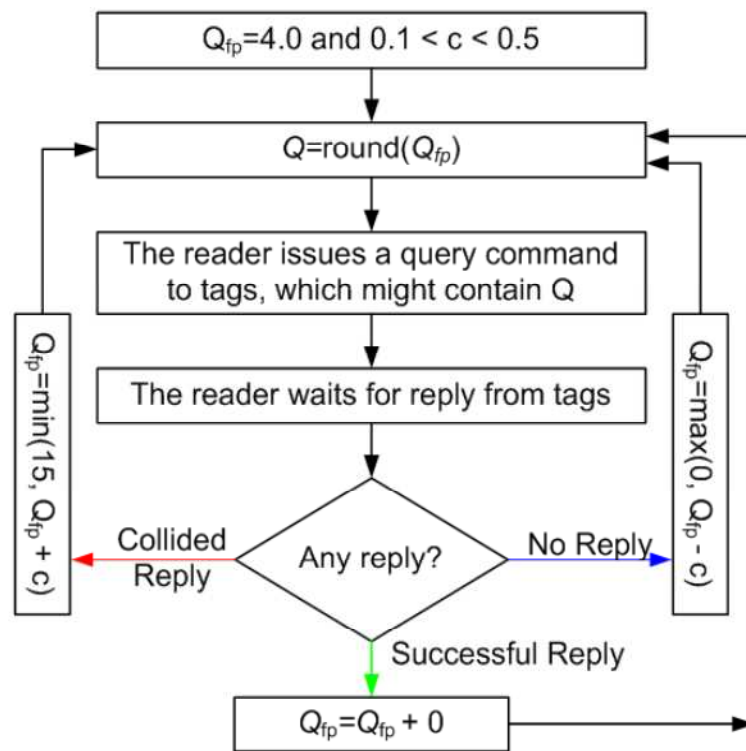 Qfp=4.0 and 0.1 < c < 0.5
Q=round(Qfp)
The reader issues a query command
to tags, which might contain Q
The reader waits for reply from tags
Qfp=min(15, Qfp + c)
Collided
Reply
Any reply?
No Reply
Qfp=max(0, Qfp - c)
Successful Reply
Qfp=Qfp + 0